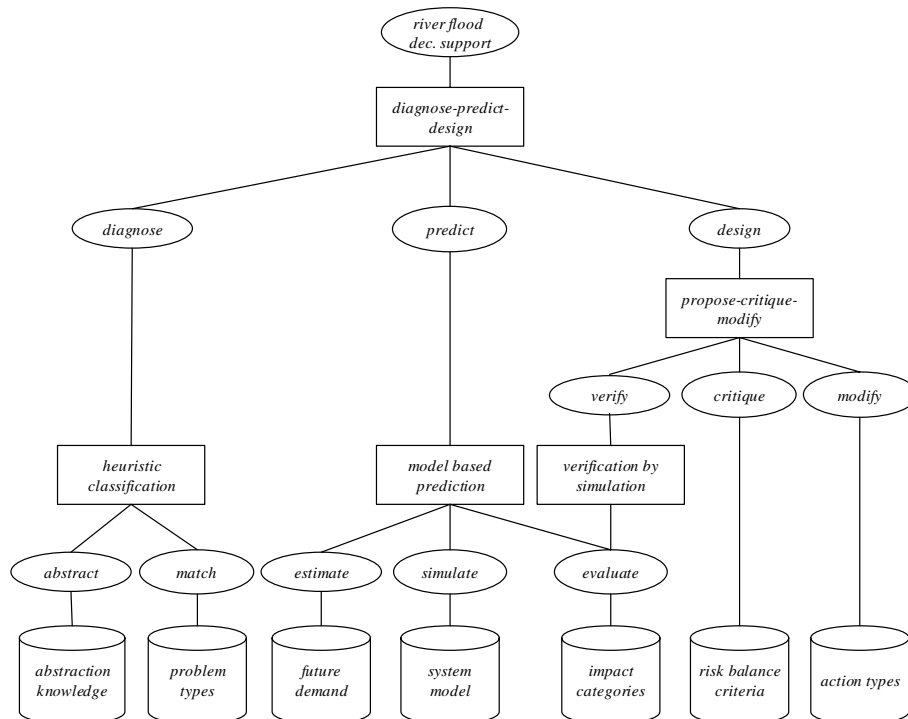 river flood
dec. support
diagnose-predict-
design
diagnose
predict
design
propose-critique-
modify
verify
critique
modify
heuristic
classification
model based
prediction
verification by
simulation
abstract
match
estimate
simulate
evaluate
abstraction
knowledge
problem
types
future
demand
system
model
impact
categories
risk balance
criteria
action types